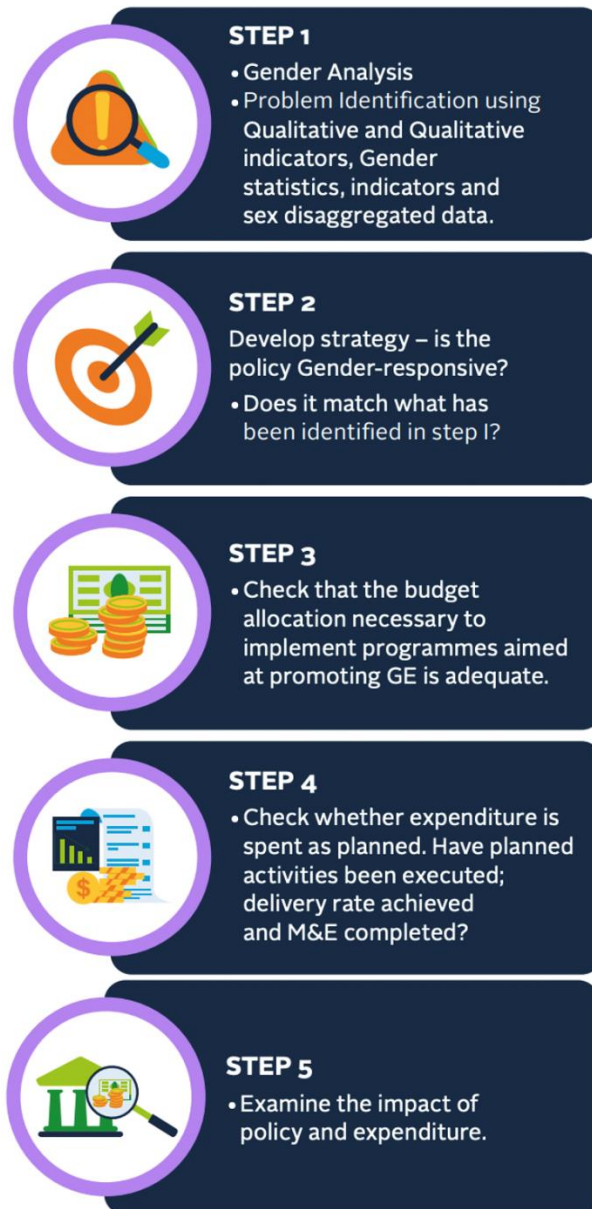 STEP 1
• Gender Analysis
• Problem Identification using
Qualitative and Qualitative
indicators, Gender
statistics, indicators and
sex disaggregated data.
STEP 2
Develop strategy – is the
policy Gender-responsive?
• Does it match what has
been identified in step I?
STEP 3
• Check that the budget
allocation necessary to
implement programmes aimed
at promoting GE is adequate.
STEP 4
• Check whether expenditure is
spent as planned. Have planned
activities been executed;
delivery rate achieved
and M&E completed?
$
STEP 5
• Examine the impact of
policy and expenditure.